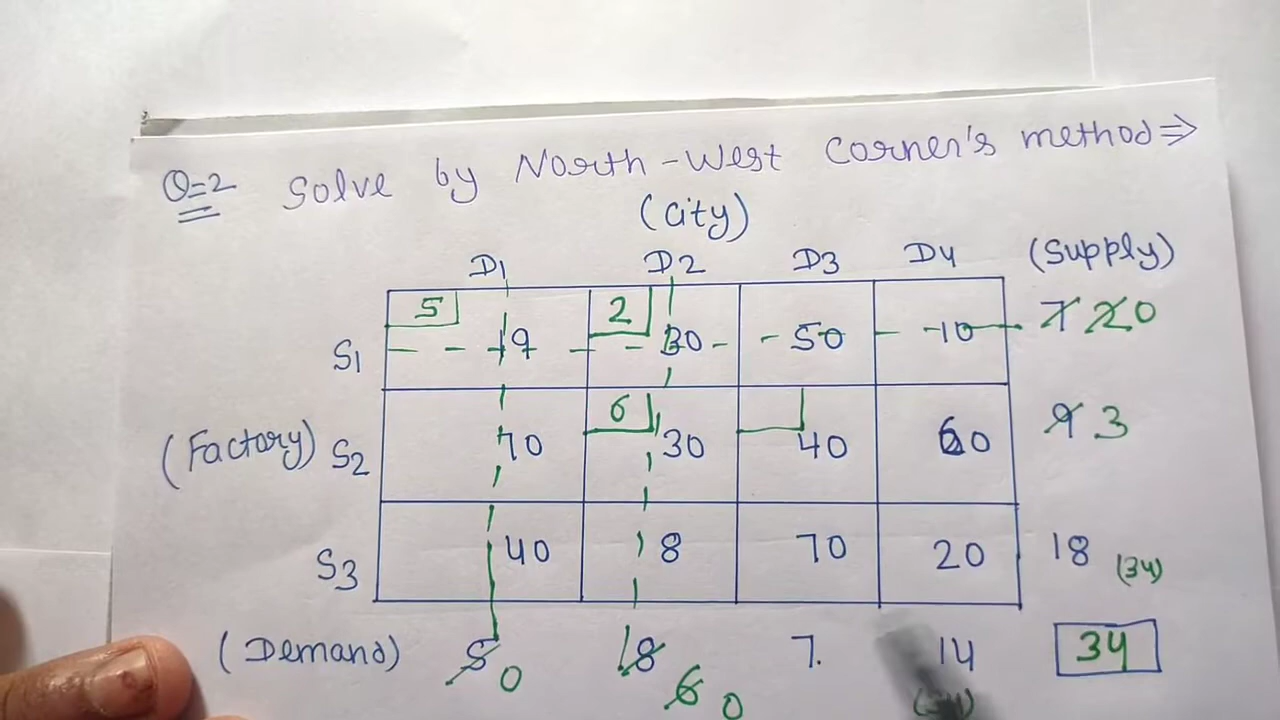 Q=2 Solve by North-West Corner's method⇒
(City)
D1 D2 D3 D4 (Supply)
5 2
S1 19 30 50 10 7 2 0
6
(Factory) S2 70 30 40 60 9 3
S3 40 8 70 20 18 (34)
(Demand) 5 0 8 6 0 7. 14 34